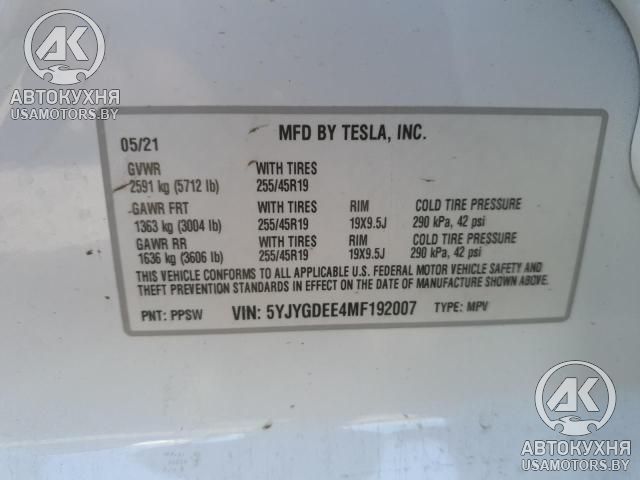 AK
АВТОКУХНЯ
USAMOTORS.BY
05/21 MFD BY TESLA, INC.
GVWR WITH TIRES
2591 kg (5712 lb) 255/45R19
GAWR FRT WITH TIRES RIM COLD TIRE PRESSURE
1363 kg (3004 lb) 255/45R19 19X9.5J 290 kPa, 42 psi
GAWR RR WITH TIRES RIM COLD TIRE PRESSURE
1636 kg (3606 lb) 255/45R19 19X9.5J 290 kPa, 42 psi
THIS VEHICLE CONFORMS TO ALL APPLICABLE U.S. FEDERAL MOTOR VEHICLE SAFETY AND
THEFT PREVENTION STANDARDS IN EFFECT ON THE DATE OF MANUFACTURE SHOWN ABOVE.
PNT: PPSW VIN: 5YJYGDEE4MF192007 TYPE: MPV
AK
АВТОКУХНЯ
USAMOTORS.BY